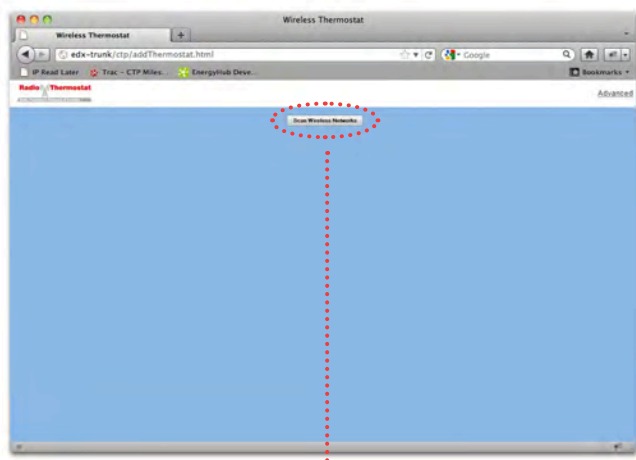 Wireless Thermostat
Wireless Thermostat
edx-trunk/ctp/addThermostat.html
Google
IP Read Later
Trac – CTP Miles...
EnergyHub Deve...
Bookmarks
Radio Thermostat
Advanced
Scan Wireless Networks